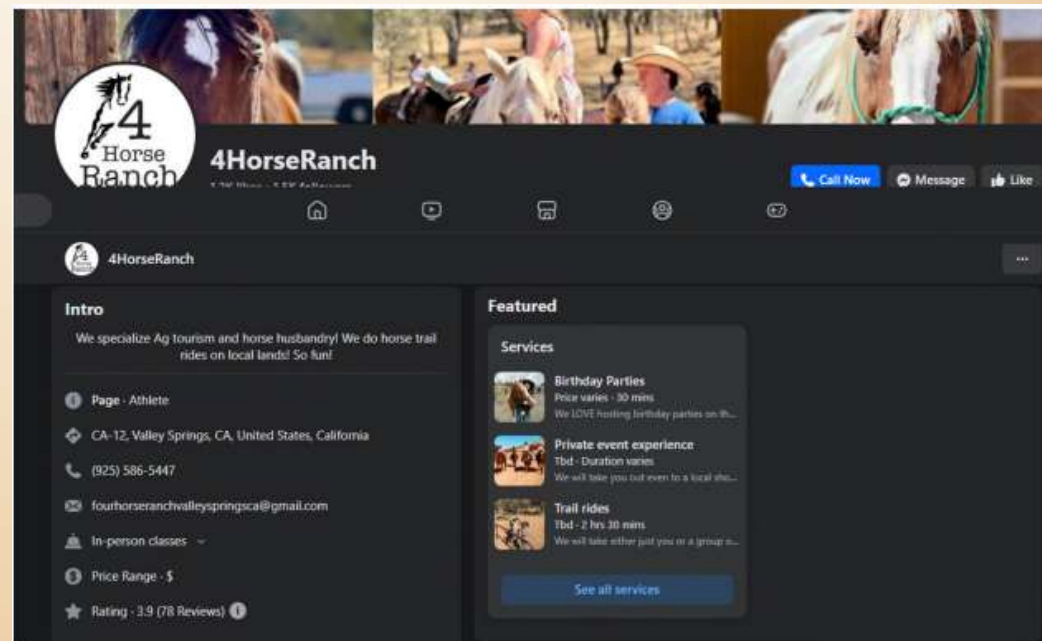 4
Horse
Ranch
4HorseRanch
Call Now
Message
Like
4HorseRanch
Intro
We specialize Ag tourism and horse husbandry! We do horse trail
rides on local lands! So fun!
Page · Athlete
CA-12, Valley Springs, CA, United States, California
(925) 586-5447
fourhorseranchvalleyspringsca@gmail.com
In-person classes
Price Range · $
Rating · 3.9 (78 Reviews)
Featured
Services
Birthday Parties
Price varies · 30 mins
We LOVE hosting birthday parties on th...
Private event experience
Tbd · Duration varies
We will take you out even to a local sho...
Trail rides
Tbd · 2 hrs 30 mins
We will take either just you or a group o...
See all services